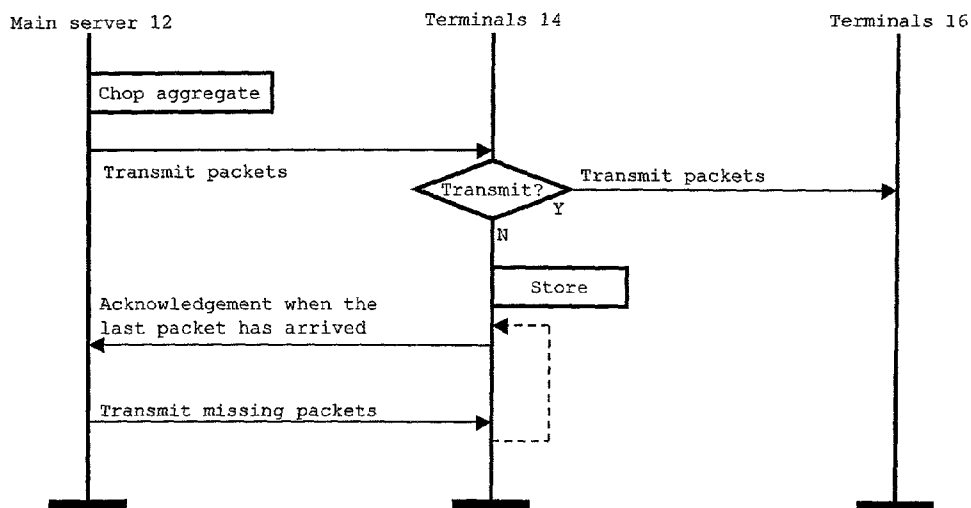 Main server 12
Terminals 14
Terminals 16
Chop aggregate
Transmit packets
Transmit?
Transmit packets
Y
N
Store
Acknowledgement when the
last packet has arrived
Transmit missing packets